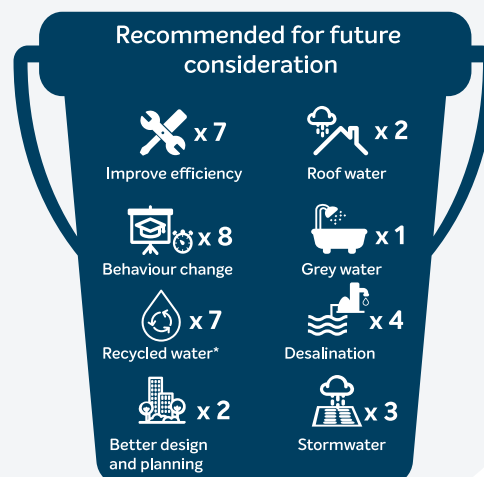 Recommended for future
consideration
x 7
Improve efficiency
x 2
Roof water
x 8
Behaviour change
x 1
Grey water
x 7
Recycled water*
x 4
Desalination
x 2
Better design
and planning
x 3
Stormwater